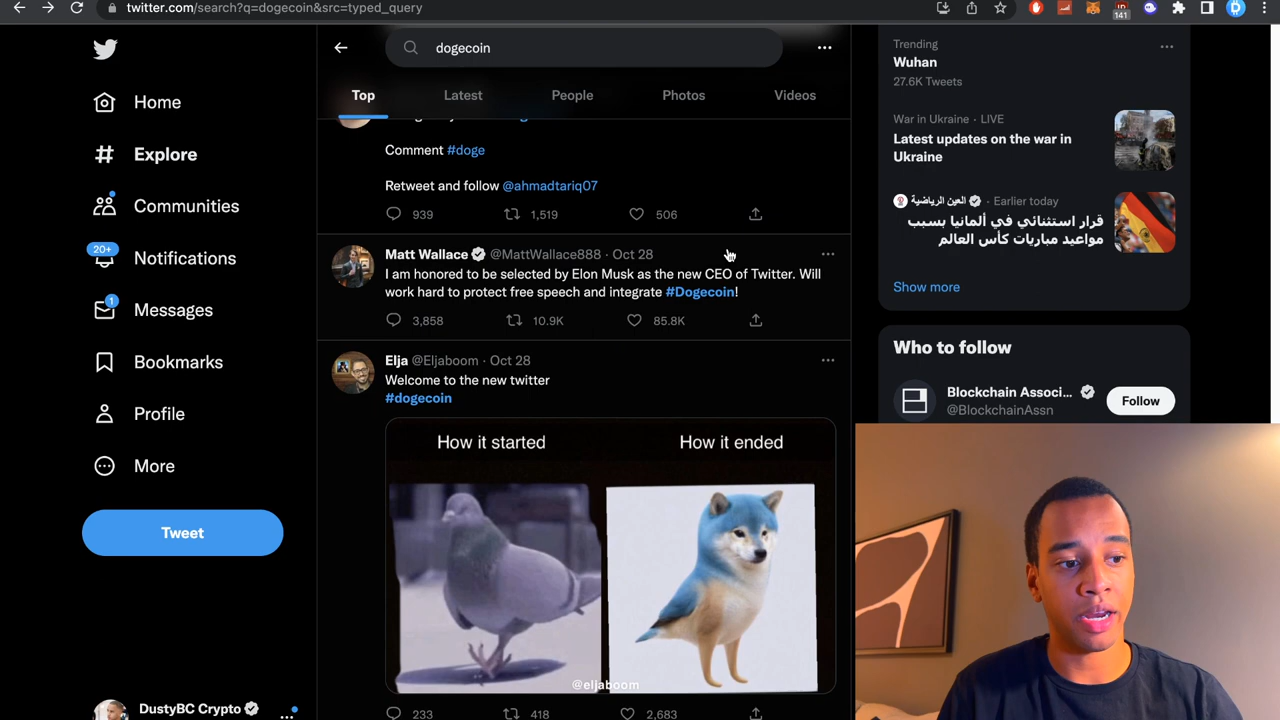 twitter.com/search?q=dogecoin&src=typed_query
141
Home
Explore
Communities
20+
Notifications
1
Messages
Bookmarks
Profile
More
Tweet
DustyBC Crypto
dogecoin
Top
Latest
People
Photos
Videos
Comment #doge
Retweet and follow @ahmadtariq07
939
1,519
506
Matt Wallace @MattWallace888 · Oct 28
I am honored to be selected by Elon Musk as the new CEO of Twitter. Will
work hard to protect free speech and integrate #Dogecoin!
3,858
10.9K
85.8K
Elja @Eljaboom · Oct 28
Welcome to the new twitter
#dogecoin
How it started
How it ended
@eljaboom
233
418
2,683
Trending
Wuhan
27.6K Tweets
War in Ukraine · LIVE
Latest updates on the war in
Ukraine
العين الرياضية · Earlier today
قرار استثنائي في ألمانيا بسبب
مواعيد مباريات كأس العالم
Show more
Who to follow
Blockchain Associ...
@BlockchainAssn
Follow